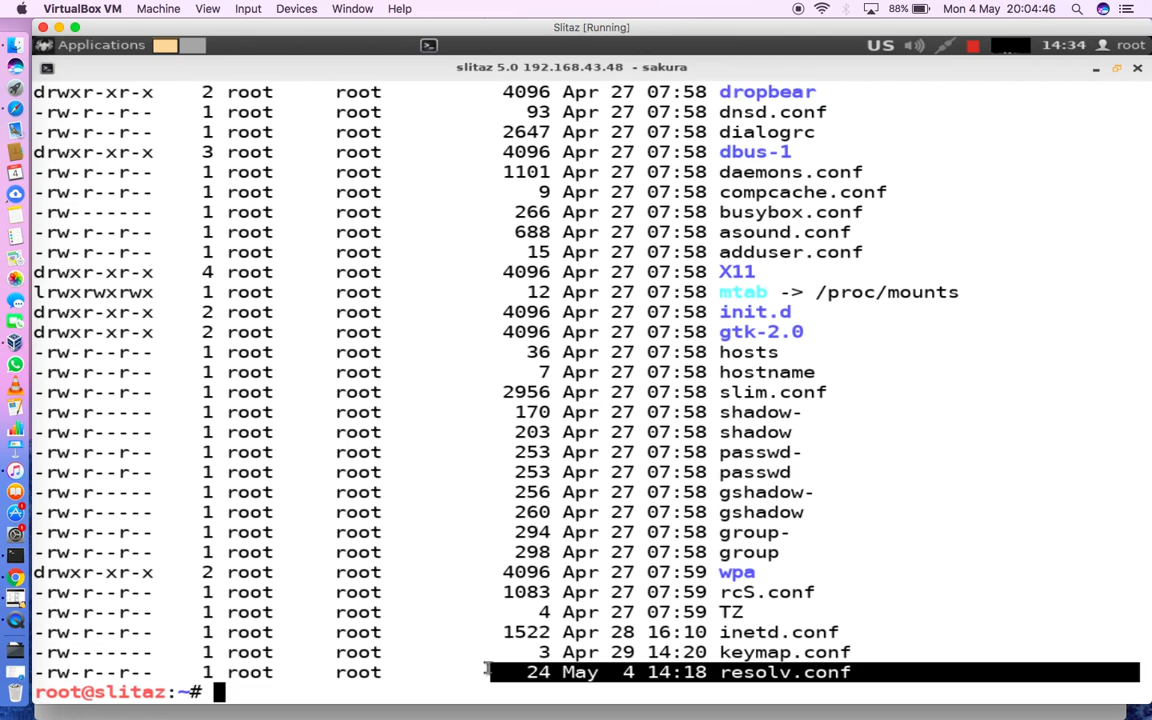 VirtualBox VM Machine View Input Devices Window Help 88% Mon 4 May 20:04:46
Slitaz [Running]
Applications US 14:34 root
slitaz 5.0 192.168.43.48 - sakura
drwxr-xr-x 2 root root 4096 Apr 27 07:58 dropbear
-rw-r--r-- 1 root root 93 Apr 27 07:58 dnsd.conf
-rw-r--r-- 1 root root 2647 Apr 27 07:58 dialogrc
drwxr-xr-x 3 root root 4096 Apr 27 07:58 dbus-1
-rw-r--r-- 1 root root 1101 Apr 27 07:58 daemons.conf
-rw-r--r-- 1 root root 9 Apr 27 07:58 compcache.conf
-rw------- 1 root root 266 Apr 27 07:58 busybox.conf
-rw-r--r-- 1 root root 688 Apr 27 07:58 asound.conf
-rw-r--r-- 1 root root 15 Apr 27 07:58 adduser.conf
drwxr-xr-x 4 root root 4096 Apr 27 07:58 X11
lrwxrwxrwx 1 root root 12 Apr 27 07:58 mtab -> /proc/mounts
drwxr-xr-x 2 root root 4096 Apr 27 07:58 init.d
drwxr-xr-x 2 root root 4096 Apr 27 07:58 gtk-2.0
-rw-r--r-- 1 root root 36 Apr 27 07:58 hosts
-rw-r--r-- 1 root root 7 Apr 27 07:58 hostname
-rw-r--r-- 1 root root 2956 Apr 27 07:58 slim.conf
-rw-r----- 1 root root 170 Apr 27 07:58 shadow-
-rw-r----- 1 root root 203 Apr 27 07:58 shadow
-rw-r--r-- 1 root root 253 Apr 27 07:58 passwd-
-rw-r--r-- 1 root root 253 Apr 27 07:58 passwd
-rw-r----- 1 root root 256 Apr 27 07:58 gshadow-
-rw-r----- 1 root root 260 Apr 27 07:58 gshadow
-rw-r--r-- 1 root root 294 Apr 27 07:58 group-
-rw-r--r-- 1 root root 298 Apr 27 07:58 group
drwxr-xr-x 2 root root 4096 Apr 27 07:59 wpa
-rw-r--r-- 1 root root 1083 Apr 27 07:59 rcS.conf
-rw-r--r-- 1 root root 4 Apr 27 07:59 TZ
-rw-r--r-- 1 root root 1522 Apr 28 16:10 inetd.conf
-rw-r--r-- 1 root root 3 Apr 29 14:20 keymap.conf
-rw-r--r-- 1 root root 24 May 4 14:18 resolv.conf
root@slitaz:~#